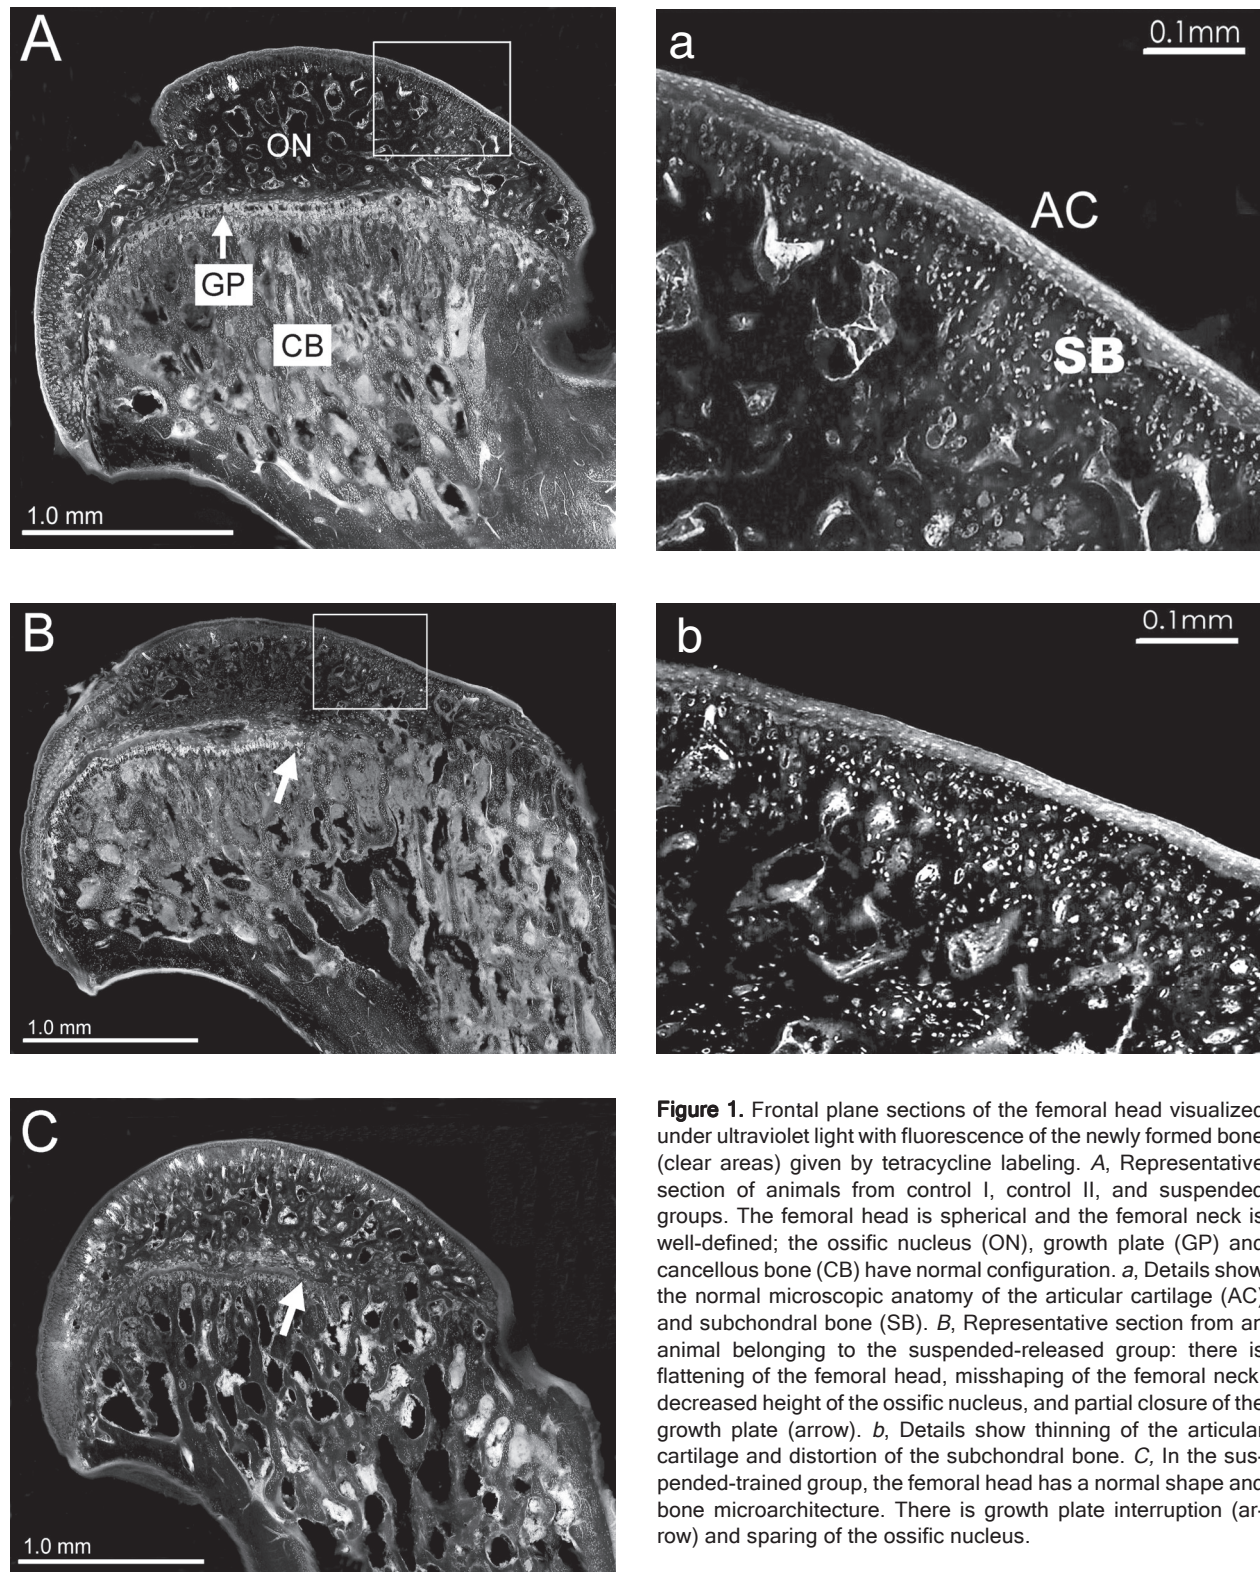 A
ON
GP
CB
1.0 mm
a
0.1mm
AC
SB
B
1.0 mm
b
0.1mm
C
1.0 mm
Figure 1. Frontal plane sections of the femoral head visualized
under ultraviolet light with fluorescence of the newly formed bone
(clear areas) given by tetracycline labeling. A, Representative
section of animals from control I, control II, and suspended
groups. The femoral head is spherical and the femoral neck is
well-defined; the ossific nucleus (ON), growth plate (GP) and
cancellous bone (CB) have normal configuration. a, Details show
the normal microscopic anatomy of the articular cartilage (AC)
and subchondral bone (SB). B, Representative section from an
animal belonging to the suspended-released group: there is
flattening of the femoral head, misshaping of the femoral neck,
decreased height of the ossific nucleus, and partial closure of the
growth plate (arrow). b, Details show thinning of the articular
cartilage and distortion of the subchondral bone. C, In the sus-
pended-trained group, the femoral head has a normal shape and
bone microarchitecture. There is growth plate interruption (ar-
row) and sparing of the ossific nucleus.